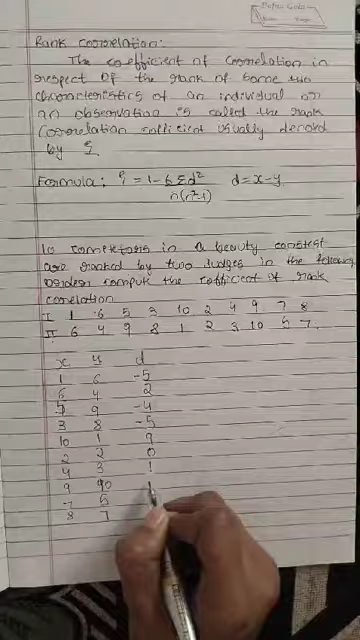 Rank Correlation:
The coefficient of Correlation in
respect of the rank of some two
characteristics of an individual or
an observation is called the rank
Correlation coefficient usually denoted
by ξ
Formula: ξ = 1 - 6 Σd² d = x-y
n(n²-1)
10 Competitors in a beauty contest
are ranked by two Judges in the following
order compute the coefficient of rank
correlation
I 1 6 5 3 10 2 4 9 7 8
II 6 4 9 8 1 2 3 10 5 7
x y d
1 6 -5
6 4 2
5 9 -4
3 8 -5
10 1 9
2 2 0
4 3 1
9 10
7 5
8 7